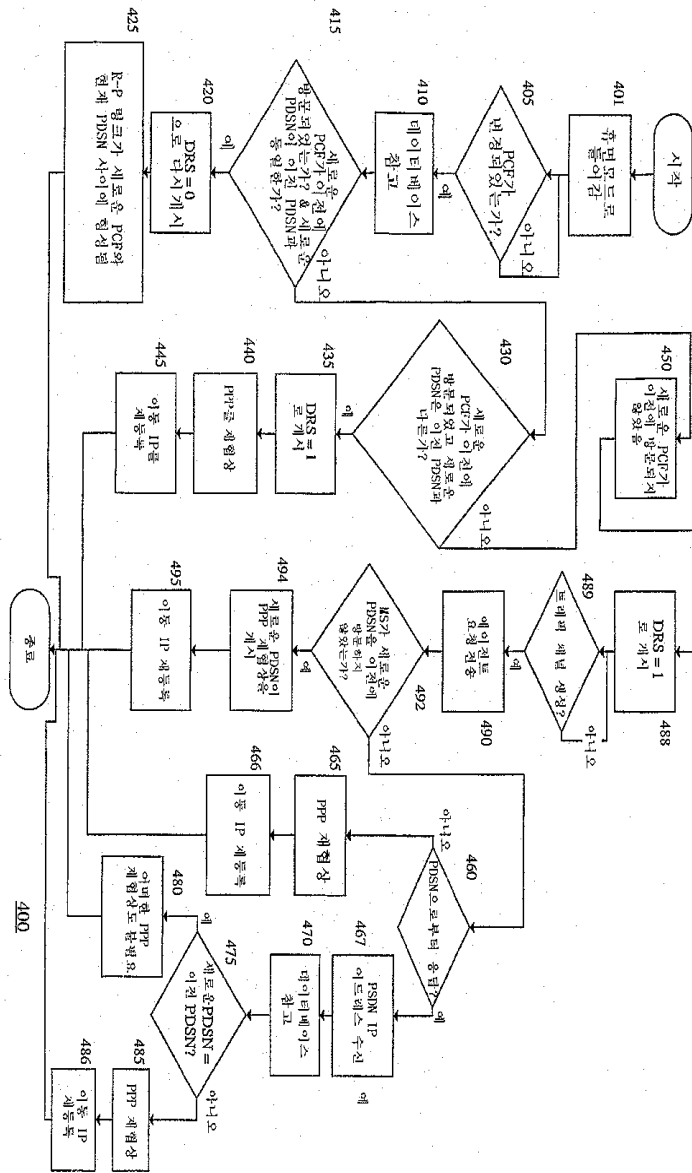 시작
401
휴면모드로
들어감
405
PCF가
변경되었는가?
아니오
예
410
데이터베이스
참고
415
새로운
PCF가 이전에
방문되었는가? & 새로운
PDSN이 이전 PDSN과
동일한가?
아니오
예
420
DRS = 0
으로 다시개시
425
R-P 링크가 새로운 PCF와
현재 PDSN 사이에 형성됨
430
새로운
PCF가 이전에
방문되었고 새로운
PDSN은 이전 PDSN과
다른가?
아니오
예
435
DRS = 1
로 개시
440
PPP를 재협상
445
이동 IP를
재등록
450
새로운 PCF가
이전에 방문되지
않았음
488
DRS = 1
로 개시
489
트래픽 채널 생성?
아니오
예
490
에이전트
요청 전송
492
MS가 새로운
PDSN을 이전에
방문하지
않았는가?
아니오
예
494
새로운 PDSN이
PPP 재협상을
개시
495
이동 IP 재등록
460
PDSN으로부터 응답?
아니오
예
465
PPP 재협상
466
이동 IP 재등록
467
PSDN IP
어드레스 수신
예
470
데이터베이스
참고
475
새로운PDSN =
이전 PDSN?
예
아니오
480
어떠한 PPP
재협상도 불필요.
485
PPP 재협상
486
이동 IP
재등록
종료
400